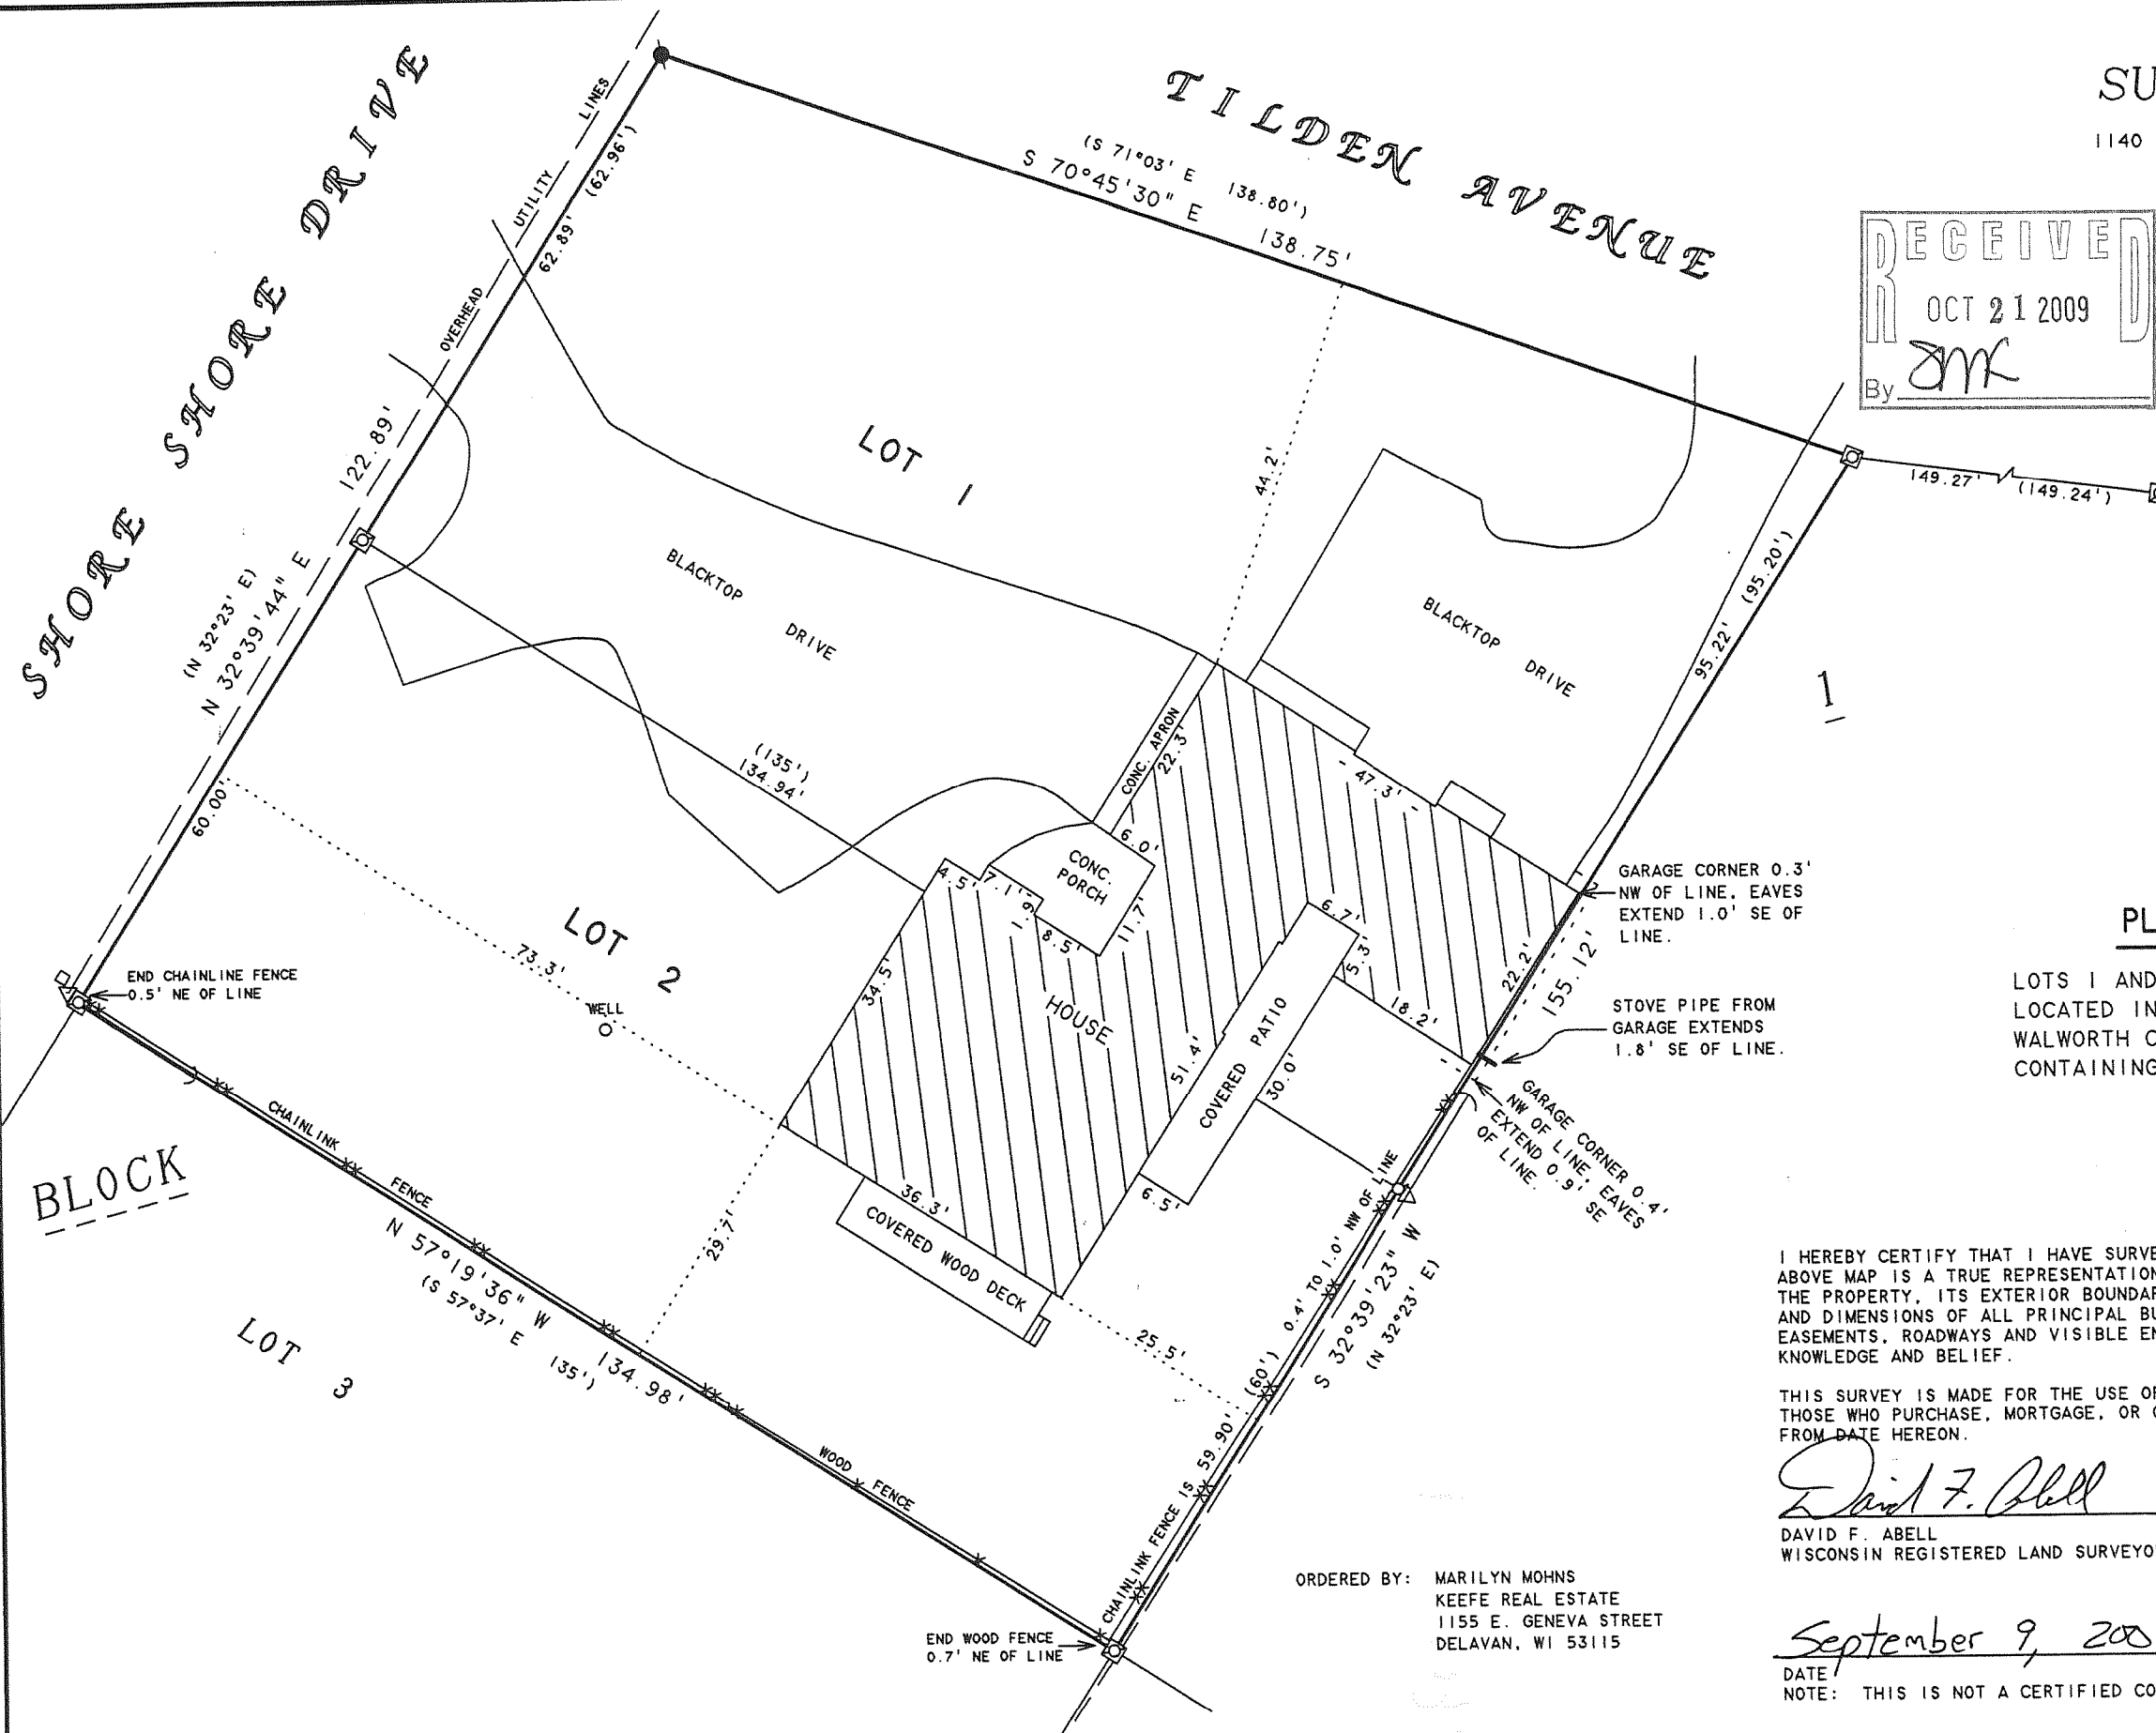 SHORE SHORE DRIVE
TILDEN AVENUE
OVERHEAD UTILITY LINES
62.89' (62.96')
122.89'
(N 32°23' E)
N 32°39'44" E
60.00'
(S 71°03' E 138.80')
S 70°45'30" E 138.75'
SU
1140
RECEIVED
OCT 21 2009
By
149.27' (149.24')
LOT 1
44.2'
BLACKTOP DRIVE
BLACKTOP DRIVE
95.22' (95.20')
1
(135')
134.94'
CONC. APRON
22.3'
- 47.3' -
6.0'
CONC.
PORCH
4.5'
7.1'
1.9'
8.5'
11.7'
GARAGE CORNER 0.3'
NW OF LINE, EAVES
EXTEND 1.0' SE OF
LINE.
LOT 2
73.3'
WELL
34.5'
HOUSE
51.4'
COVERED PATIO
30.0'
6.7'
5.3'
18.2'
22.2'
155.12'
6.5'
STOVE PIPE FROM
GARAGE EXTENDS
1.8' SE OF LINE.
GARAGE CORNER 0.4'
NW OF LINE, EAVES
EXTEND 0.9' SE
OF LINE.
END CHAINLINE FENCE
0.5' NE OF LINE
CHAINLINK FENCE
BLOCK
N 57°19'36" W 134.98'
(S 57°37' E 135')
LOT 3
29.7'
36.3'
COVERED WOOD DECK
25.5'
CHAINLINK FENCE IS 0.4' TO 1.0' NW OF LINE
59.90' (60')
S 32°39'23" W
(N 32°23' E)
WOOD FENCE
END WOOD FENCE
0.7' NE OF LINE
ORDERED BY: MARILYN MOHNS
KEEFE REAL ESTATE
1155 E. GENEVA STREET
DELAVAN, WI 53115
PL
LOTS 1 AND
LOCATED IN
WALWORTH C
CONTAINING
I HEREBY CERTIFY THAT I HAVE SURVE
ABOVE MAP IS A TRUE REPRESENTATION
THE PROPERTY, ITS EXTERIOR BOUNDAR
AND DIMENSIONS OF ALL PRINCIPAL BU
EASEMENTS, ROADWAYS AND VISIBLE EN
KNOWLEDGE AND BELIEF.
THIS SURVEY IS MADE FOR THE USE OF
THOSE WHO PURCHASE, MORTGAGE, OR G
FROM DATE HEREON.
David F. Abell
DAVID F. ABELL
WISCONSIN REGISTERED LAND SURVEYO
September 9, 200
DATE
NOTE: THIS IS NOT A CERTIFIED CO